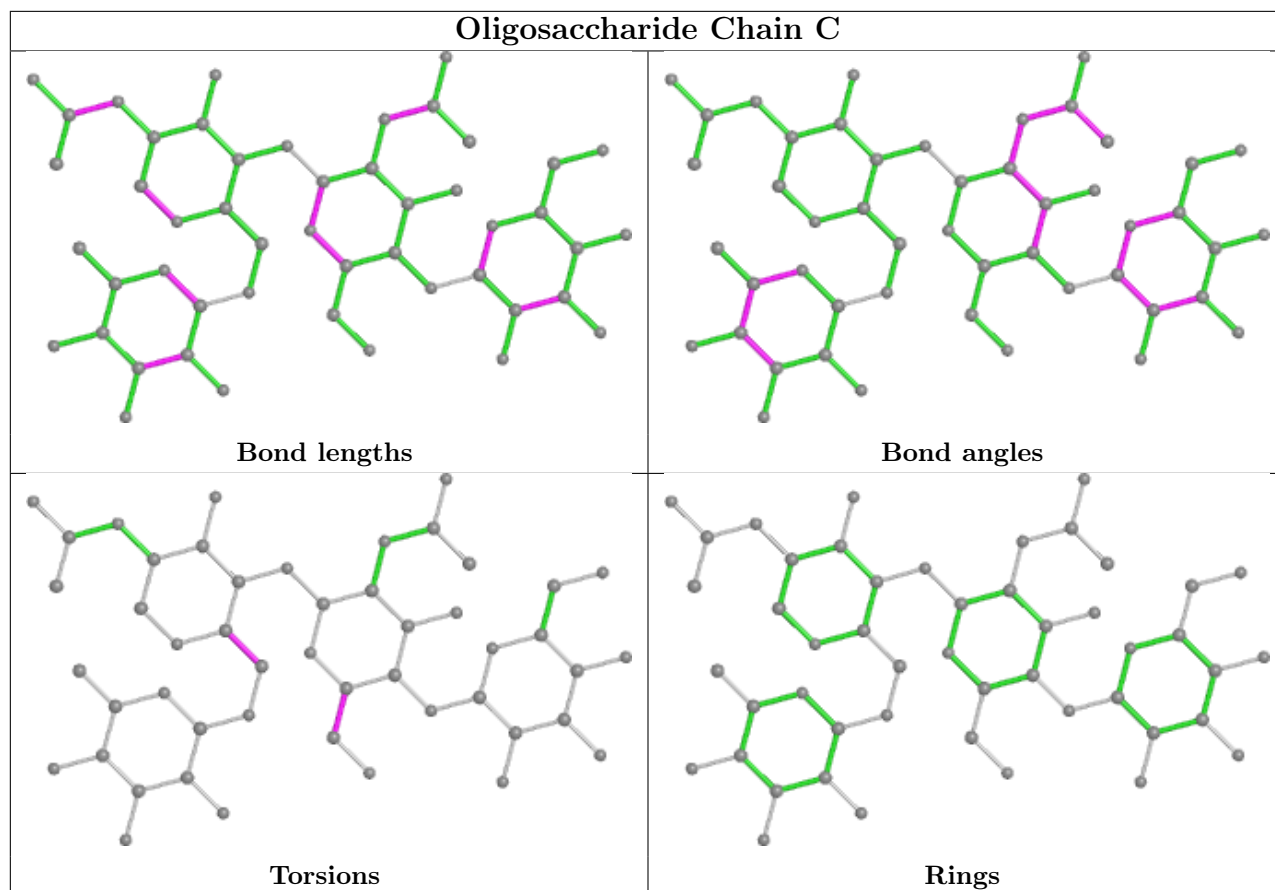 Oligosaccharide Chain C
Bond lengths
Bond angles
Torsions
Rings